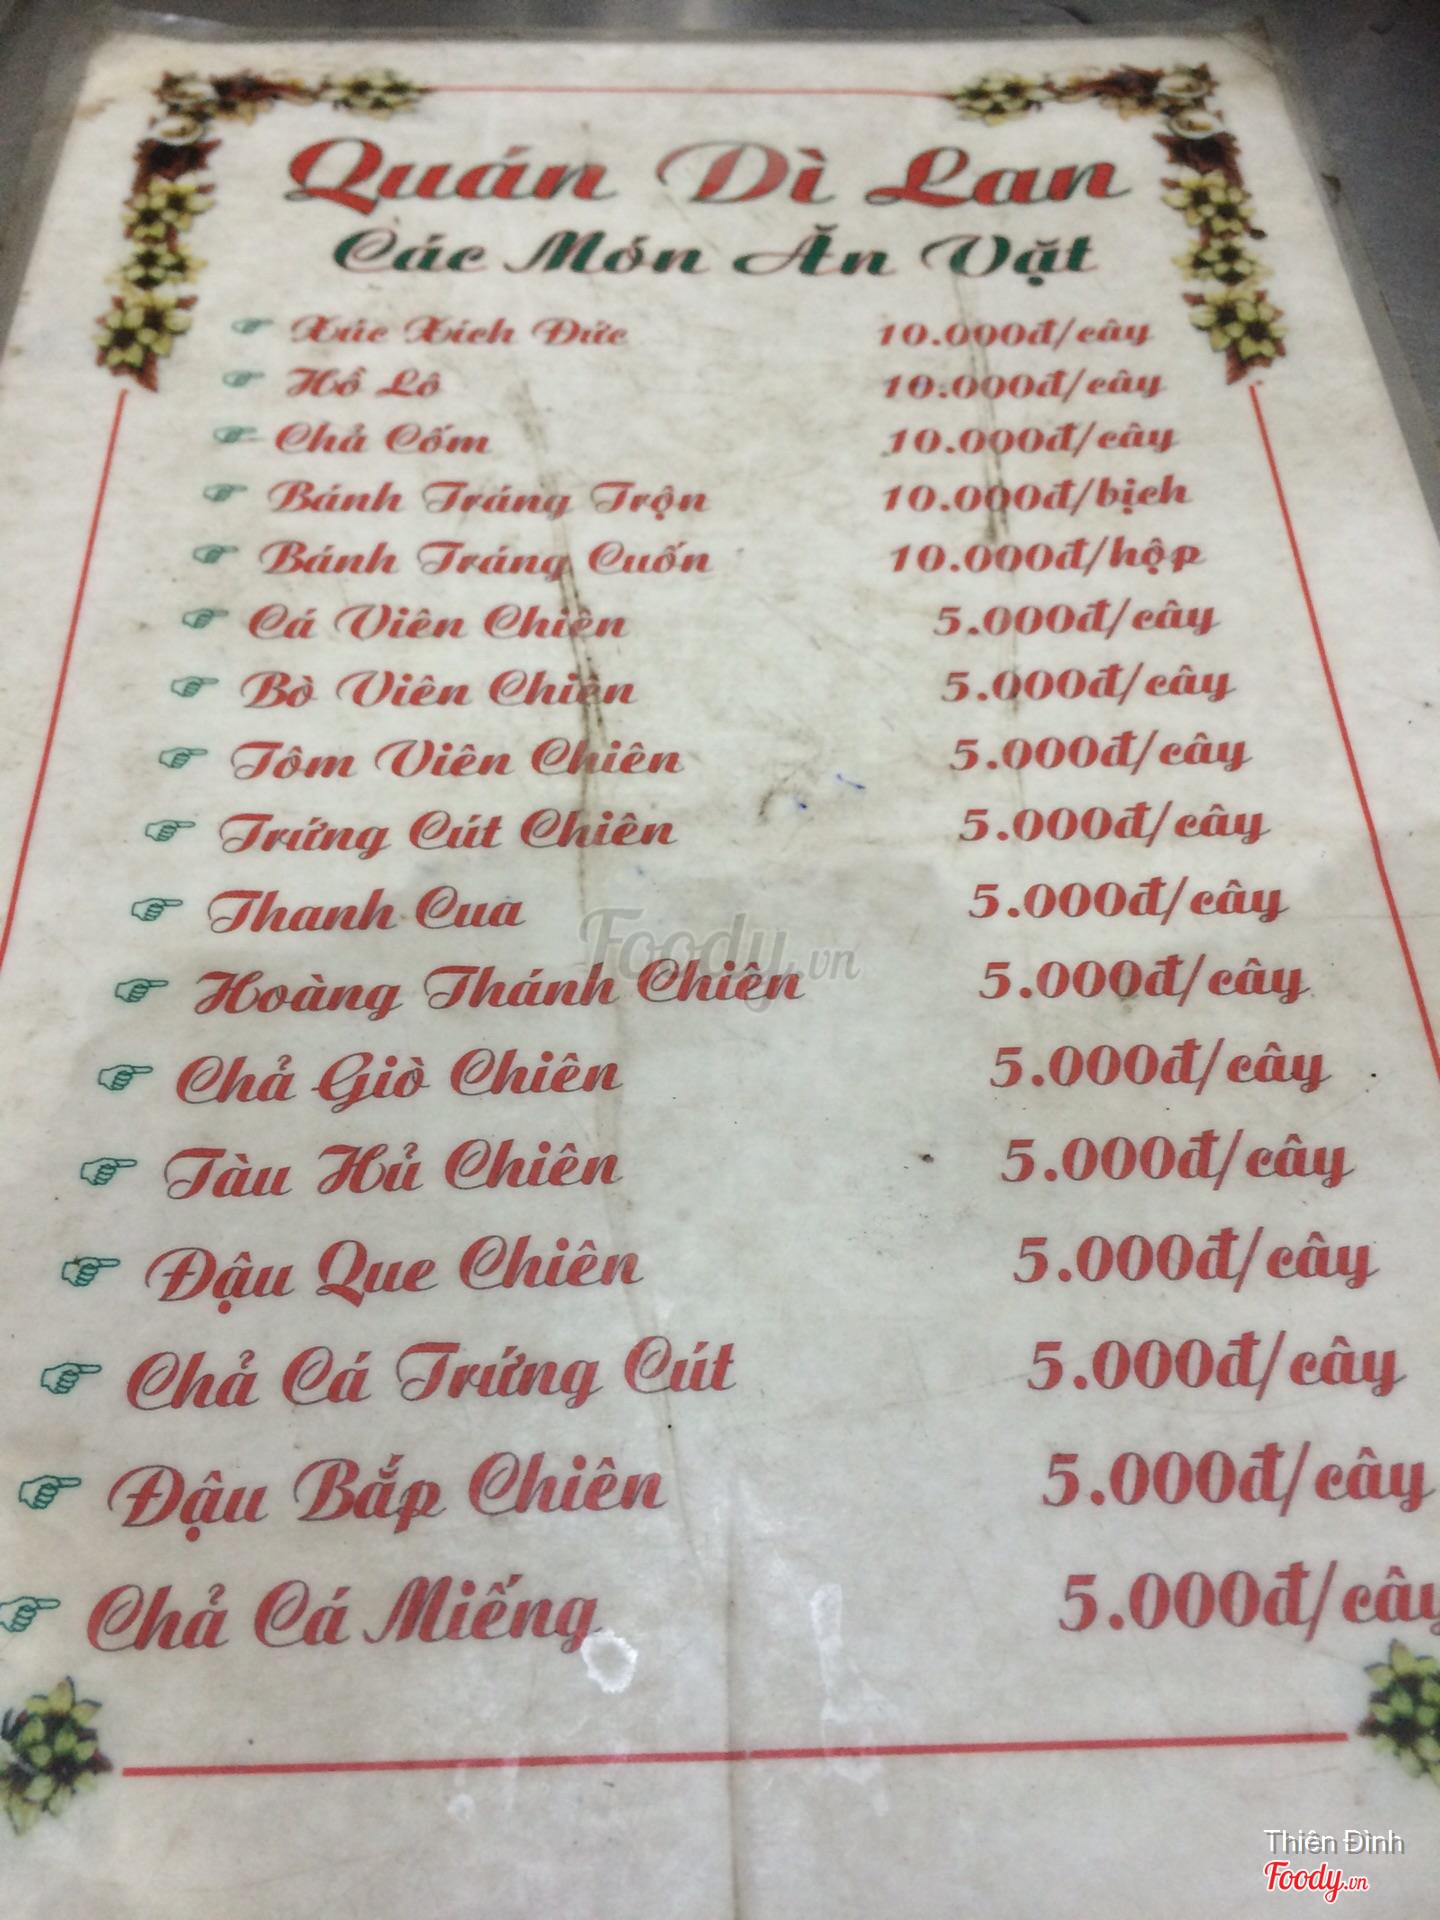 Quán Dì Lan
Các Món Ăn Vặt
Xúc Xích Đức 10.000đ/cây
Hồ Lô 10.000đ/cây
Chả Cốm 10.000đ/cây
Bánh Tráng Trộn 10.000đ/bịch
Bánh Tráng Cuốn 10.000đ/hộp
Cá Viên Chiên 5.000đ/cây
Bò Viên Chiên 5.000đ/cây
Tôm Viên Chiên 5.000đ/cây
Trứng Cút Chiên 5.000đ/cây
Thanh Cua 5.000đ/cây
Foody.vn
Hoàng Thánh Chiên 5.000đ/cây
Chả Giò Chiên 5.000đ/cây
Tàu Hủ Chiên 5.000đ/cây
Đậu Que Chiên 5.000đ/cây
Chả Cá Trứng Cút 5.000đ/cây
Đậu Bắp Chiên 5.000đ/cây
Chả Cá Miếng 5.000đ/cây
Thiên Đình
Foody.vn